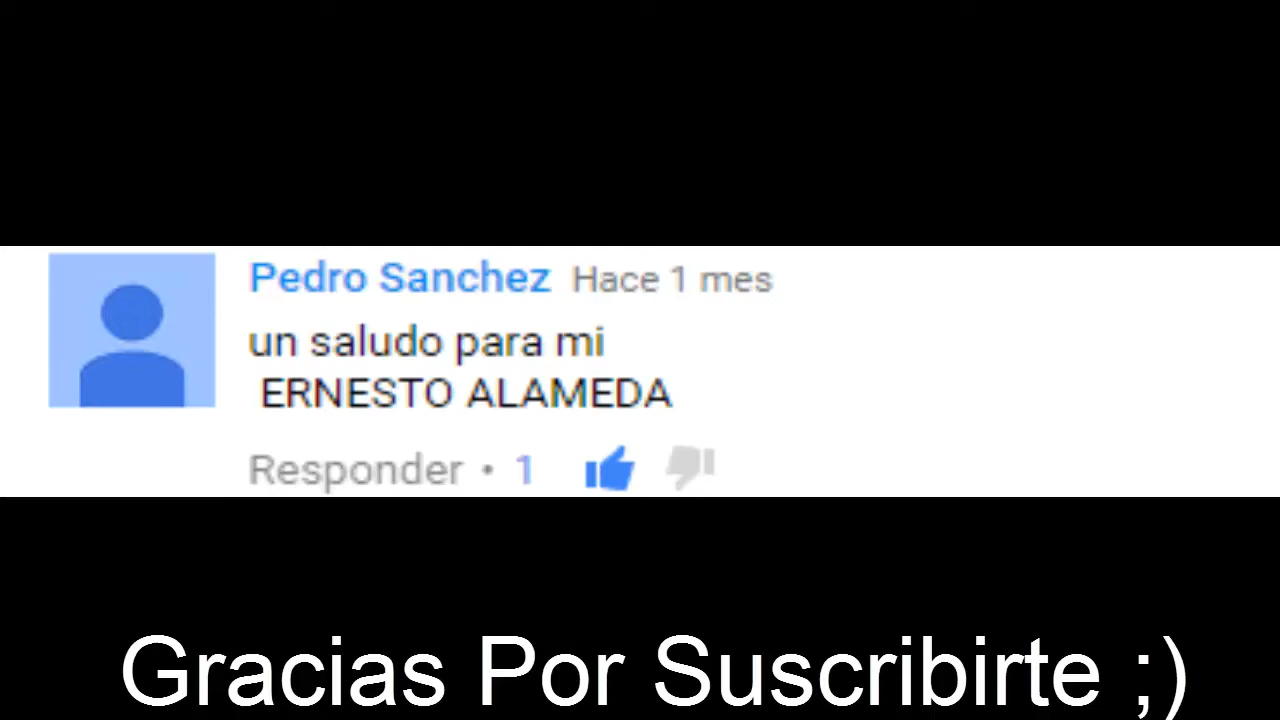 Pedro Sanchez Hace 1 mes
un saludo para mi
ERNESTO ALAMEDA
Responder • 1
Gracias Por Suscribirte ;)